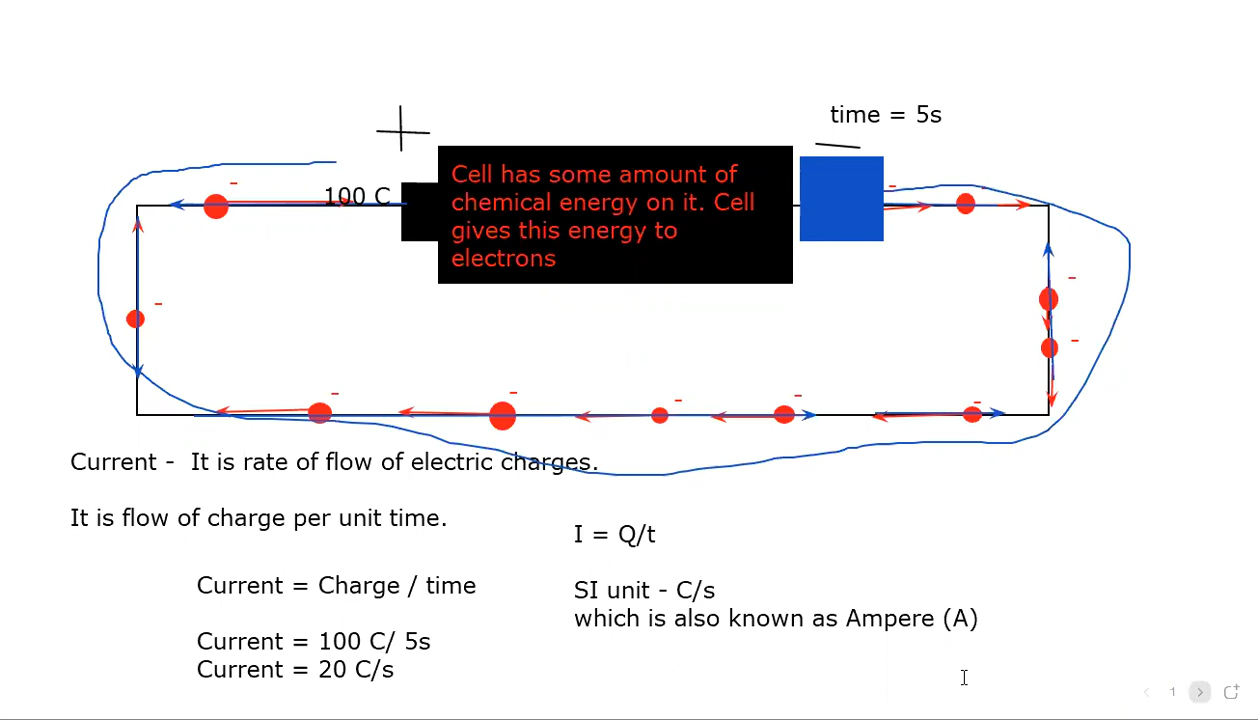 time = 5s
100 C
Cell has some amount of
chemical energy on it. Cell
gives this energy to
electrons
Current -  It is rate of flow of electric charges.
It is flow of charge per unit time.
I = Q/t
Current = Charge / time
SI unit - C/s
which is also known as Ampere (A)
Current = 100 C/ 5s
Current = 20 C/s
1